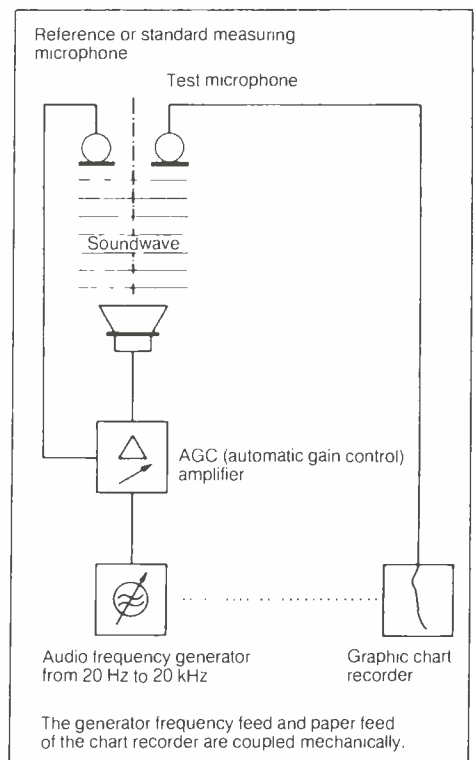 Reference or standard measuring
microphone
Test microphone
Soundwave
AGC (automatic gain control)
amplifier
Audio frequency generator
from 20 Hz to 20 kHz
Graphic chart
recorder
The generator frequency feed and paper feed
of the chart recorder are coupled mechanically.